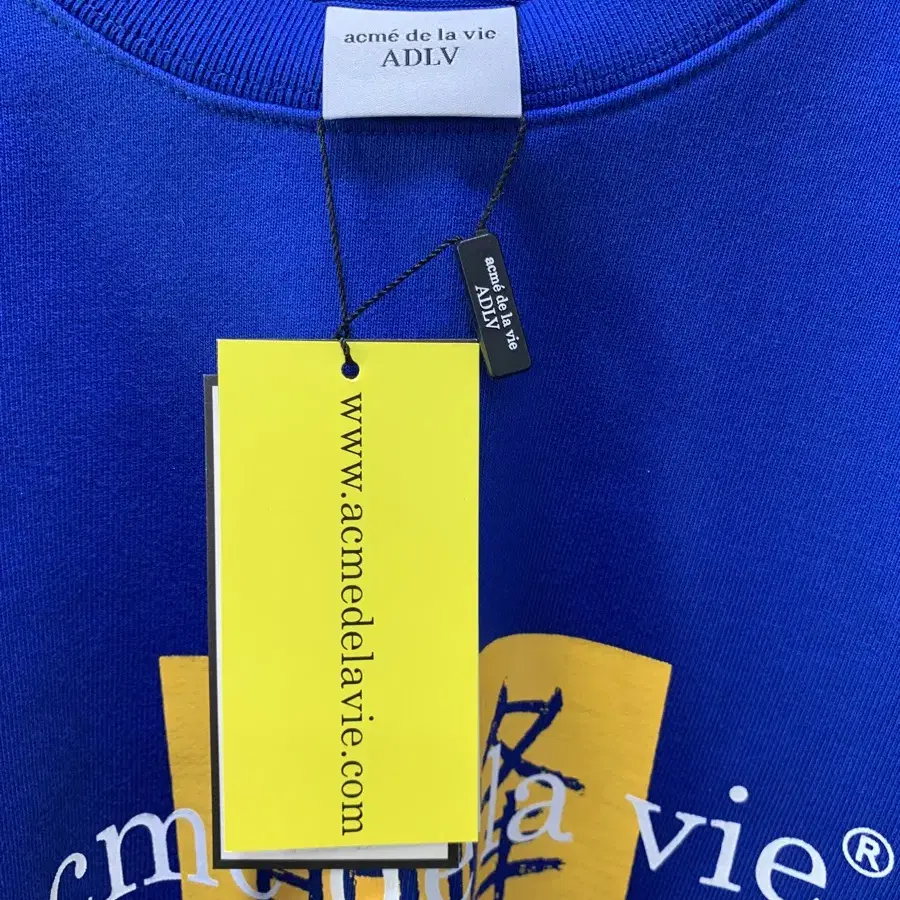 acmé de la vie
ADLV
acmé de la vie
ADLV
www.acmedelavie.com
la vie®